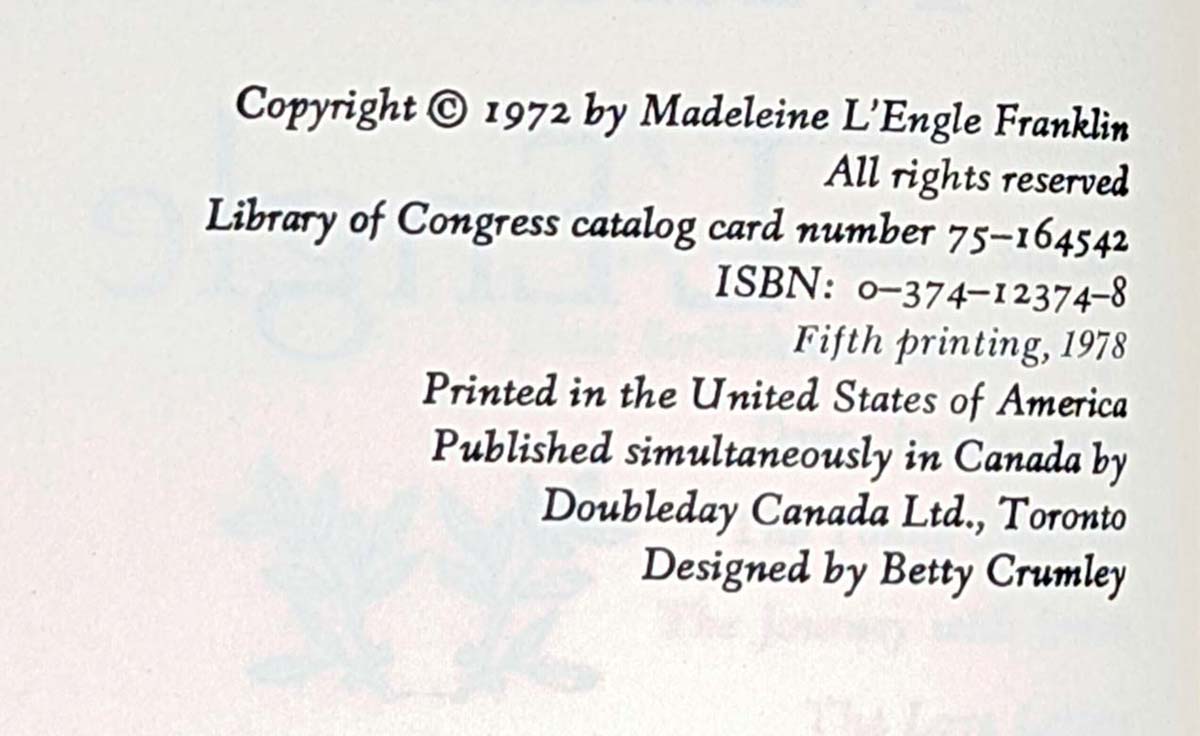 Copyright © 1972 by Madeleine L'Engle Franklin
All rights reserved
Library of Congress catalog card number 75–164542
ISBN: 0–374–12374–8
Fifth printing, 1978
Printed in the United States of America
Published simultaneously in Canada by
Doubleday Canada Ltd., Toronto
Designed by Betty Crumley